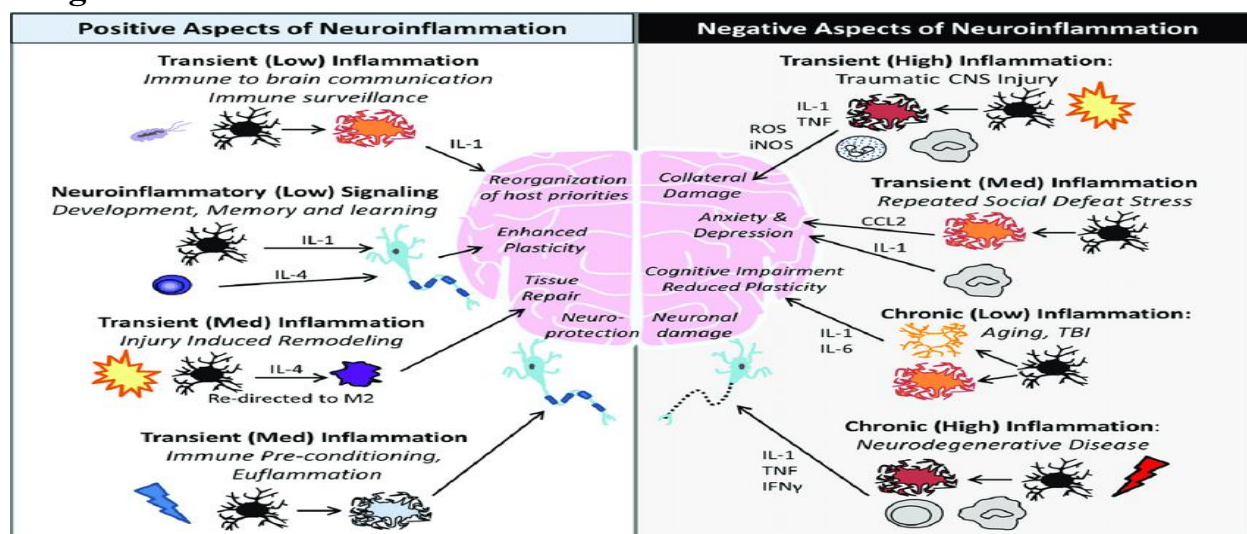 Positive Aspects of Neuroinflammation
Transient (Low) Inflammation
Immune to brain communication
Immune surveillance
IL-1
Reorganization
of host priorities
Neuroinflammatory (Low) Signaling
Development, Memory and learning
IL-1
IL-4
Enhanced
Plasticity
Transient (Med) Inflammation
Injury Induced Remodeling
IL-4
Re-directed to M2
Tissue
Repair
Transient (Med) Inflammation
Immune Pre-conditioning,
Euflammation
Neuro-
protection
Negative Aspects of Neuroinflammation
Transient (High) Inflammation:
Traumatic CNS Injury
IL-1
TNF
ROS
iNOS
Collateral
Damage
Transient (Med) Inflammation
Repeated Social Defeat Stress
CCL2
IL-1
Anxiety &
Depression
Cognitive Impairment
Reduced Plasticity
Chronic (Low) Inflammation:
Aging, TBI
IL-1
IL-6
Neuronal
damage
Chronic (High) Inflammation:
Neurodegenerative Disease
IL-1
TNF
IFNγ